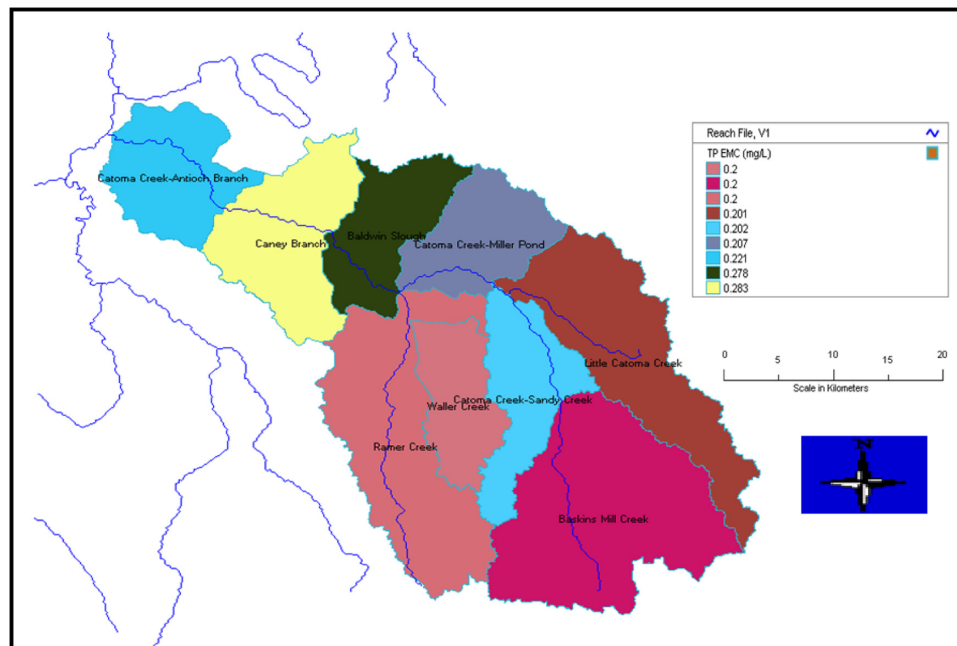 Reach File, V1
TP EMC (mg/L)
0.2
0.2
0.2
0.201
0.202
0.207
0.221
0.278
0.283
Catoma Creek-Antioch Branch
Caney Branch
Baldwin Slough
Catoma Creek-Miller Pond
Little Catoma Creek
Catoma Creek-Sandy Creek
Waller Creek
Ramer Creek
Baskins Mill Creek
0 5 10 15 20
Scale in Kilometers
N